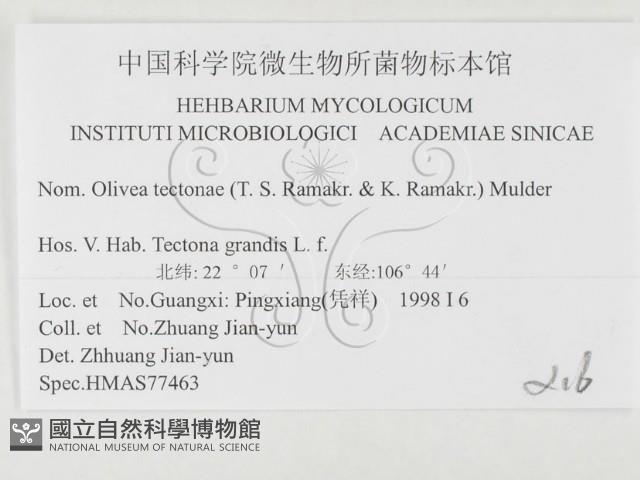 中国科学院微生物所菌物标本馆
HEHBARIUM MYCOLOGICUM
INSTITUTI MICROBIOLOGICI ACADEMIAE SINICAE
Nom. Olivea tectonae (T. S. Ramakr. & K. Ramakr.) Mulder
Hos. V. Hab. Tectona grandis L. f.
北纬: 22 ° 07 ′ 东经:106° 44′
Loc. et No.Guangxi: Pingxiang(凭祥) 1998 I 6
Coll. et No.Zhuang Jian-yun
Det. Zhhuang Jian-yun
Spec.HMAS77463
國立自然科學博物館
NATIONAL MUSEUM OF NATURAL SCIENCE